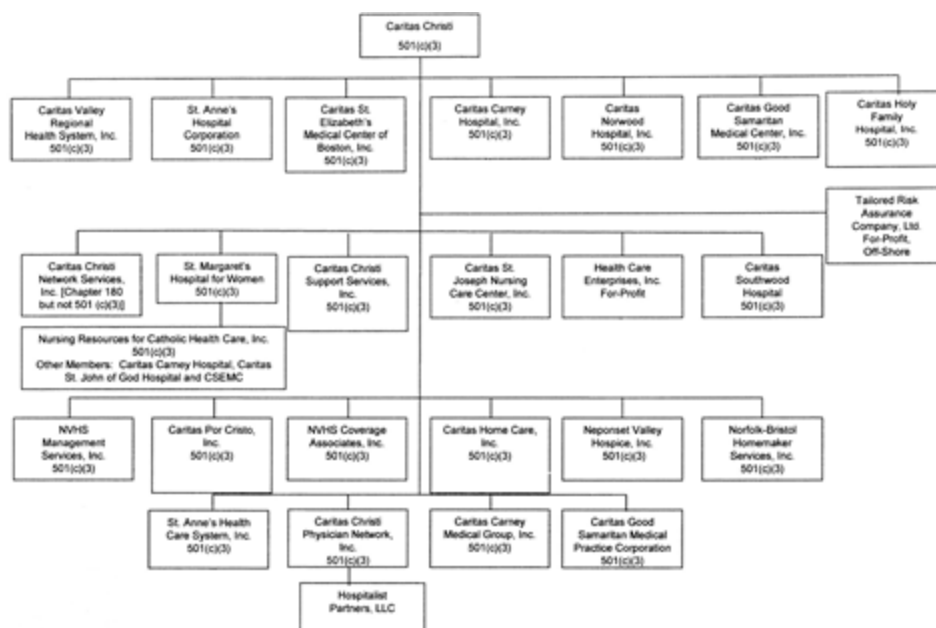 Caritas Christi
501(c)(3)
Caritas Valley
Regional
Health System, Inc.
501(c)(3)
St. Anne's
Hospital
Corporation
501(c)(3)
Caritas St.
Elizabeth's
Medical Center of
Boston, Inc.
501(c)(3)
Caritas Carney
Hospital, Inc.
501(c)(3)
Caritas
Norwood
Hospital, Inc.
501(c)(3)
Caritas Good
Samaritan
Medical Center, Inc.
501(c)(3)
Caritas Holy
Family
Hospital, Inc.
501(c)(3)
Tailored Risk
Assurance
Company, Ltd.
For-Profit,
Off-Shore
Caritas Christi
Network Services,
Inc. [Chapter 180
but not 501 (c)(3)]
St. Margaret's
Hospital for Women
501(c)(3)
Caritas Christi
Support Services,
Inc.
501(c)(3)
Caritas St.
Joseph Nursing
Care Center, Inc.
501(c)(3)
Health Care
Enterprises, Inc.
For-Profit
Caritas
Southwood
Hospital
501(c)(3)
Nursing Resources for Catholic Health Care, Inc.
501(c)(3)
Other Members: Caritas Carney Hospital, Caritas
St. John of God Hospital and CSEMC
NVHS
Management
Services, Inc.
501(c)(3)
Caritas Por Cristo,
Inc.
501(c)(3)
NVHS Coverage
Associates, Inc.
501(c)(3)
Caritas Home Care,
Inc.
501(c)(3)
Neponset Valley
Hospice, Inc.
501(c)(3)
Norfolk-Bristol
Homemaker
Services, Inc.
501(c)(3)
St. Anne's Health
Care System, Inc.
501(c)(3)
Caritas Christi
Physician Network,
Inc.
501(c)(3)
Caritas Carney
Medical Group, Inc.
501(c)(3)
Caritas Good
Samaritan Medical
Practice Corporation
501(c)(3)
Hospitalist
Partners, LLC